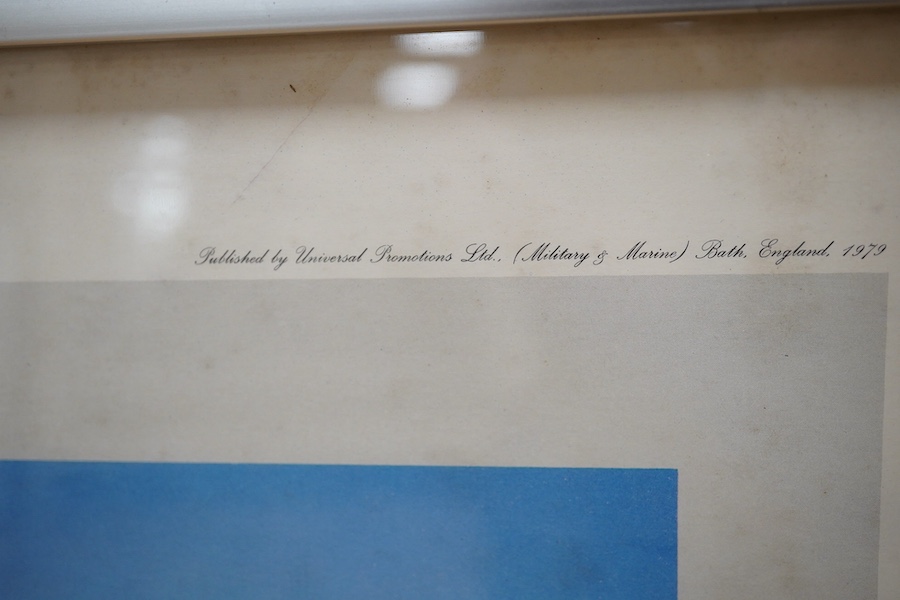 Published by Universal Promotions Ltd., (Military & Marine) Bath, England, 1979